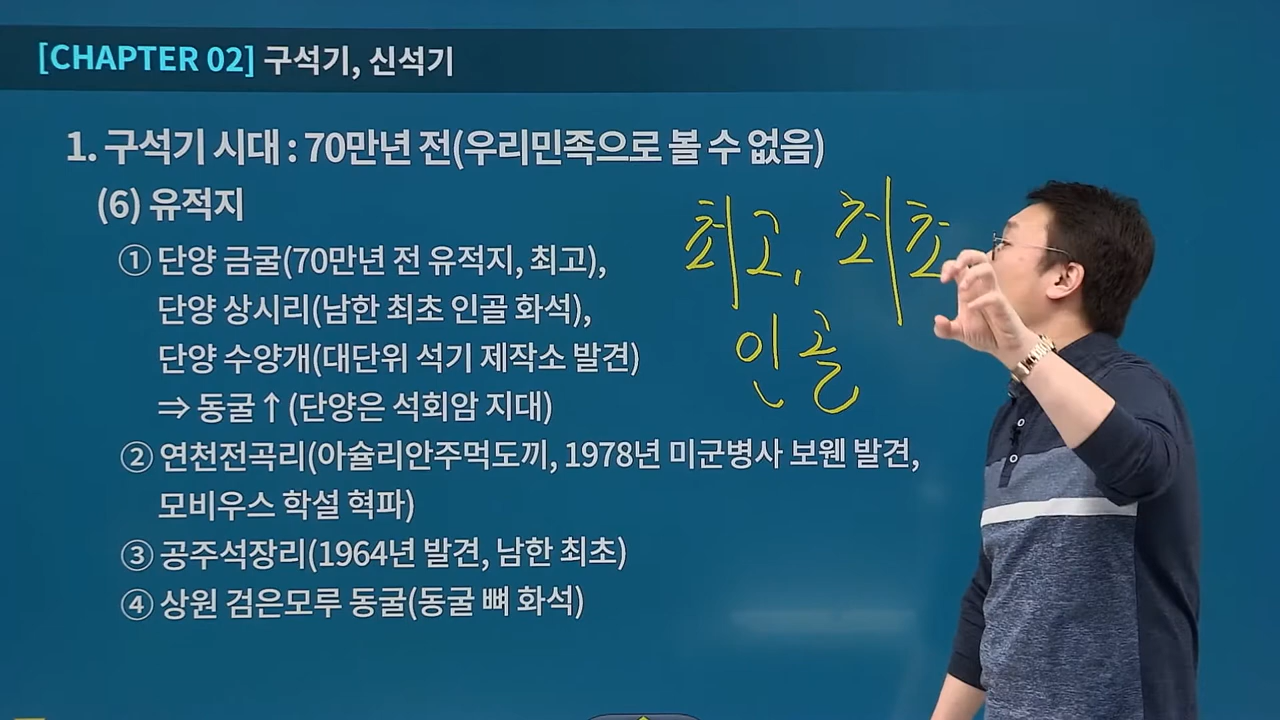 [CHAPTER 02] 구석기, 신석기
1. 구석기 시대 : 70만년 전(우리민족으로 볼 수 없음)
(6) 유적지
① 단양 금굴(70만년 전 유적지, 최고),
단양 상시리(남한 최초 인골 화석),
단양 수양개(대단위 석기 제작소 발견)
⇒ 동굴↑(단양은 석회암 지대)
② 연천전곡리(아슐리안주먹도끼, 1978년 미군병사 보웬 발견,
모비우스 학설 혁파)
③ 공주석장리(1964년 발견, 남한 최초)
④ 상원 검은모루 동굴(동굴 뼈 화석)
최고, 최초
인골